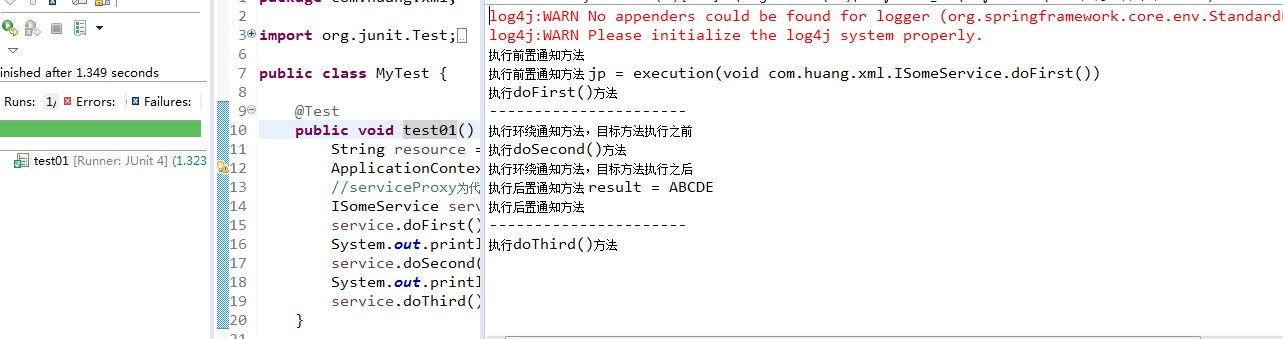 inished after 1.349 seconds
Runs: 1/ Errors: Failures:
test01 [Runner: JUnit 4] (1.323
1
2
3 import org.junit.Test;
6
7 public class MyTest {
8
9 @Test
10 public void test01()
11 String resource =
12 ApplicationContex
13 //serviceProxy为代
14 ISomeService serv
15 service.doFirst()
16 System.out.printl
17 service.doSecond(
18 System.out.printl
19 service.doThird()
20 }
21
log4j:WARN No appenders could be found for logger (org.springframework.core.env.Standard
log4j:WARN Please initialize the log4j system properly.
执行前置通知方法
执行前置通知方法 jp = execution(void com.huang.xml.ISomeService.doFirst())
执行doFirst()方法
----------------------
执行环绕通知方法，目标方法执行之前
执行doSecond()方法
执行环绕通知方法，目标方法执行之后
执行后置通知方法 result = ABCDE
执行后置通知方法
----------------------
执行doThird()方法